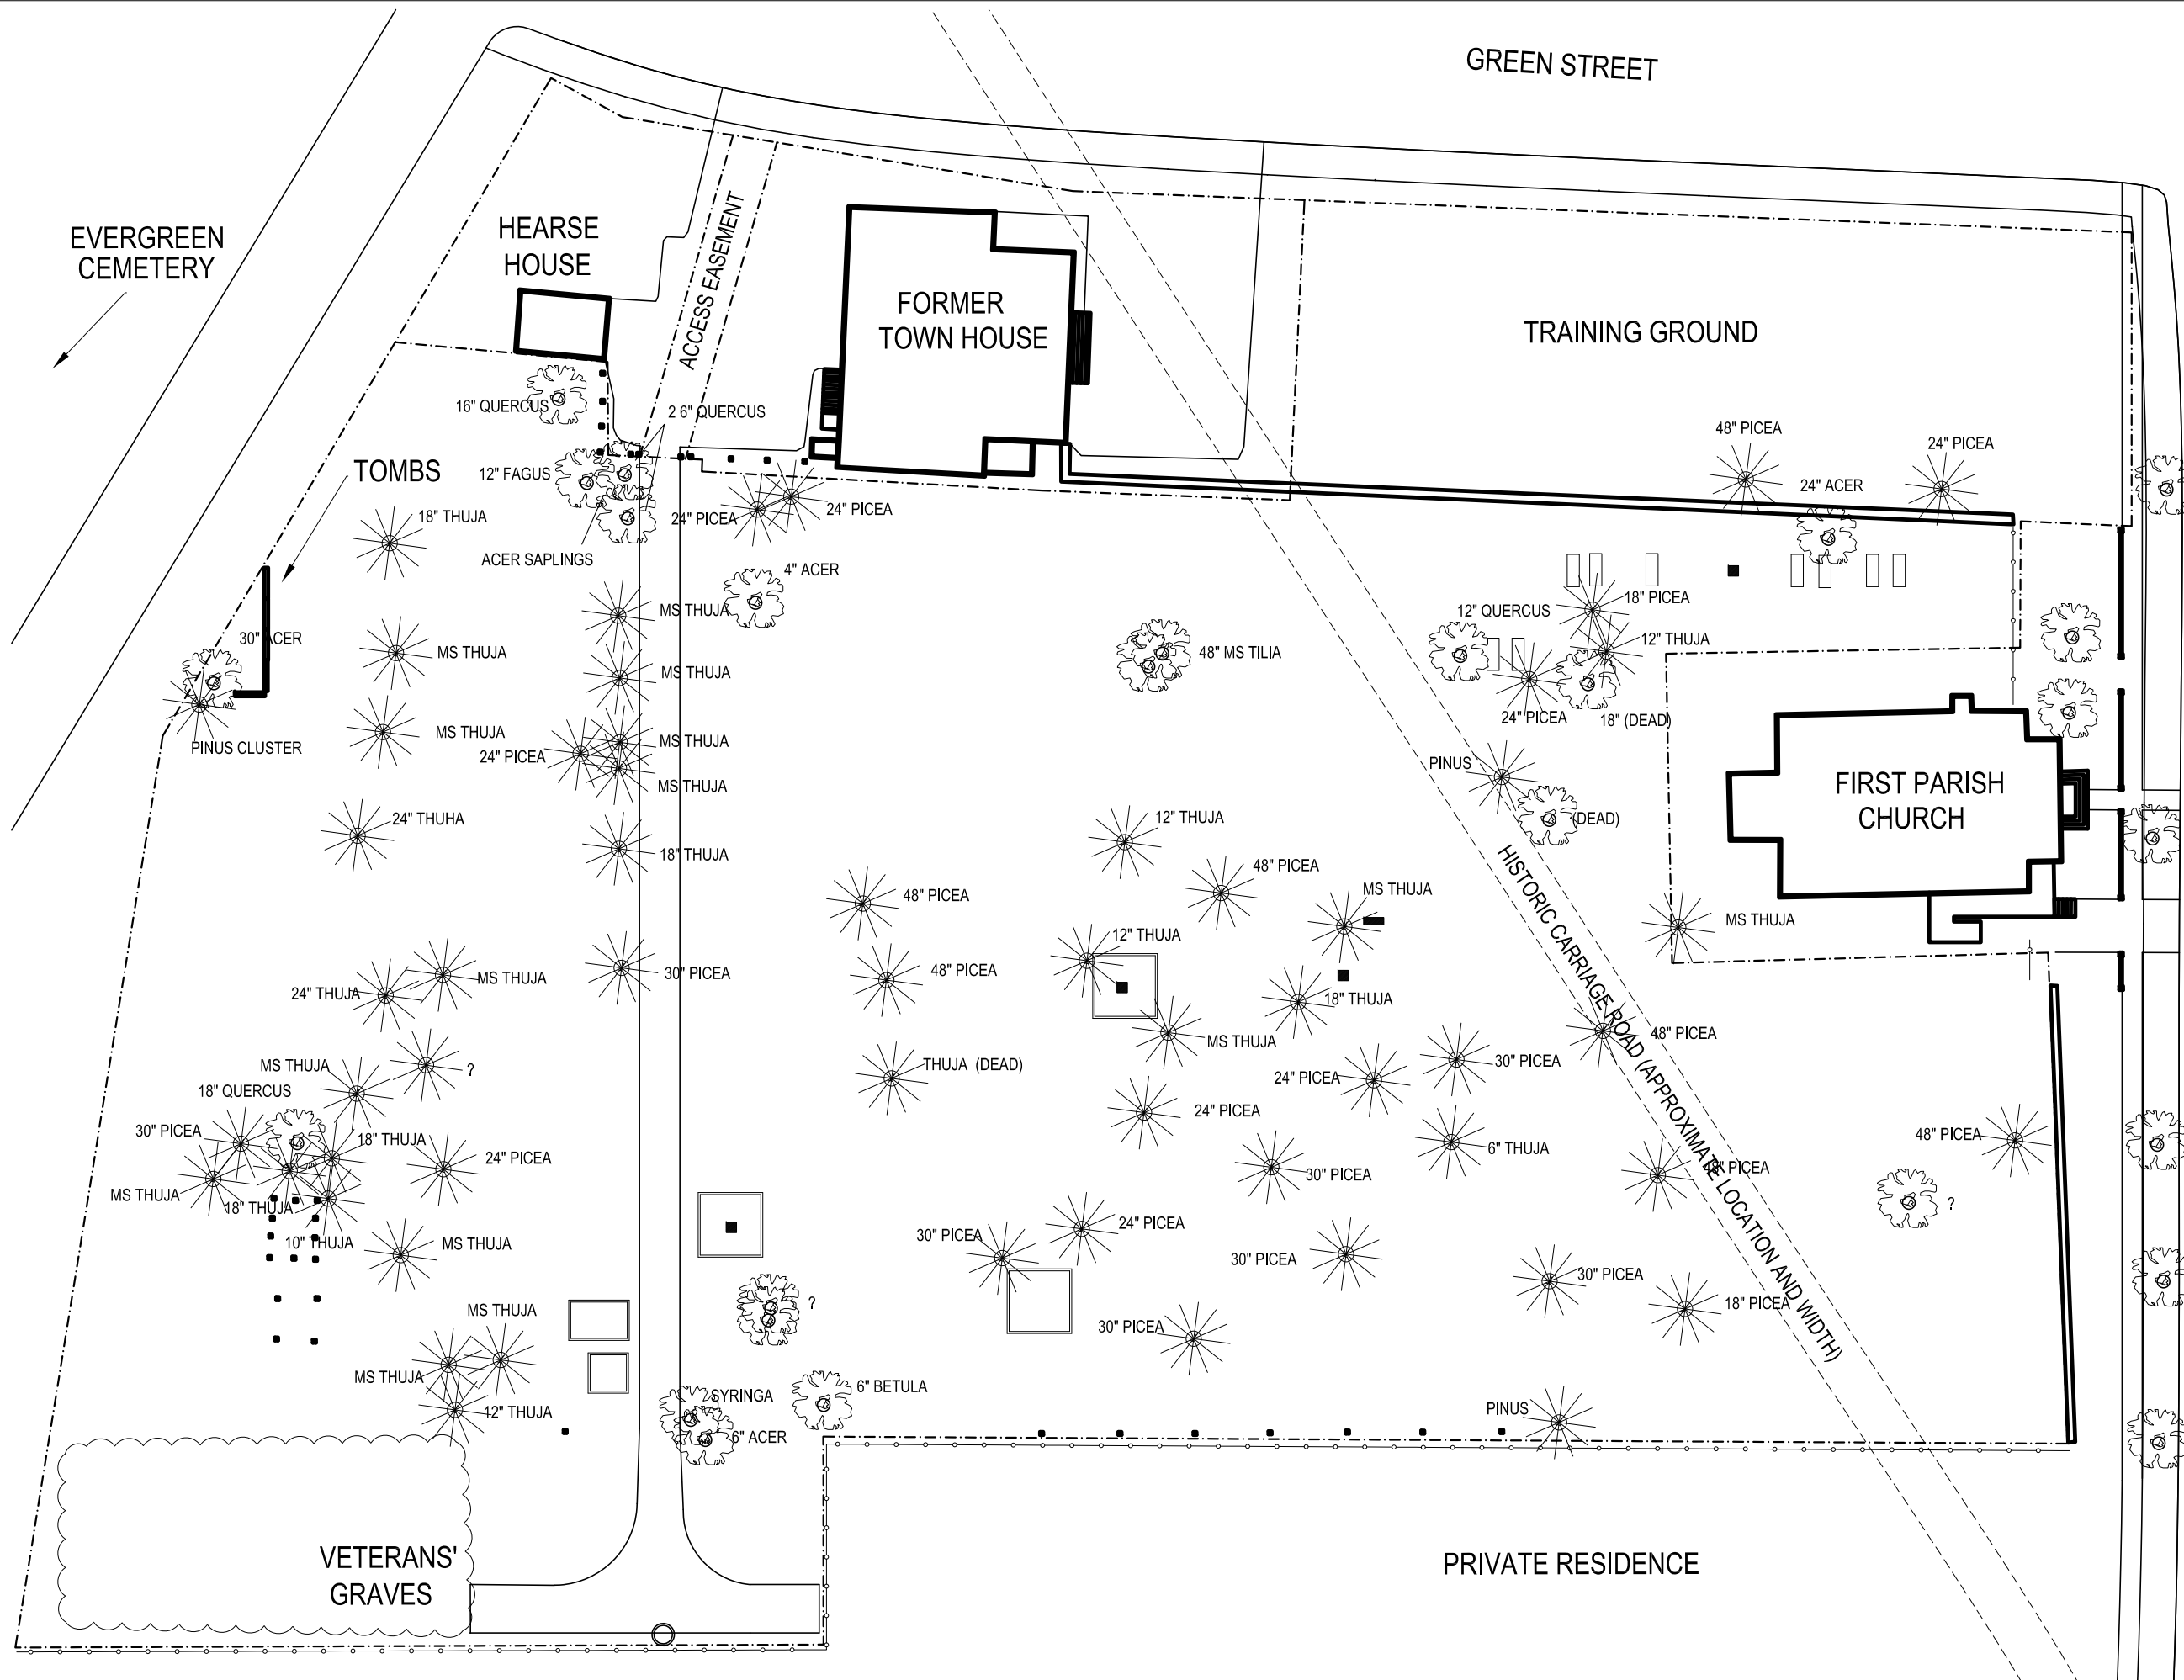 GREEN STREET
EVERGREEN
CEMETERY
HEARSE
HOUSE
ACCESS EASEMENT
FORMER
TOWN HOUSE
TRAINING GROUND
16" QUERCUS
2 6" QUERCUS
48" PICEA
24" PICEA
24" ACER
TOMBS
12" FAGUS
18" THUJA
24" PICEA
24" PICEA
ACER SAPLINGS
4" ACER
MS THUJA
18" PICEA
12" QUERCUS
12" THUJA
30" ACER
MS THUJA
48" MS TILIA
MS THUJA
24" PICEA
18" (DEAD)
PINUS CLUSTER
MS THUJA
24" PICEA
MS THUJA
MS THUJA
PINUS
(DEAD)
FIRST PARISH
CHURCH
24" THUHA
18" THUJA
12" THUJA
48" PICEA
48" PICEA
MS THUJA
HISTORIC CARRIAGE ROAD (APPROXIMATE LOCATION AND WIDTH)
MS THUJA
12" THUJA
24" THUJA
MS THUJA
30" PICEA
48" PICEA
18" THUJA
MS THUJA
48" PICEA
MS THUJA
?
THUJA (DEAD)
24" PICEA
30" PICEA
18" QUERCUS
30" PICEA
18" THUJA
24" PICEA
24" PICEA
6" THUJA
48" PICEA
MS THUJA
18" THUJA
30" PICEA
PICEA
?
10" THUJA
MS THUJA
30" PICEA
24" PICEA
30" PICEA
30" PICEA
MS THUJA
?
30" PICEA
18" PICEA
MS THUJA
12" THUJA
SYRINGA
6" ACER
6" BETULA
PINUS
VETERANS'
GRAVES
PRIVATE RESIDENCE